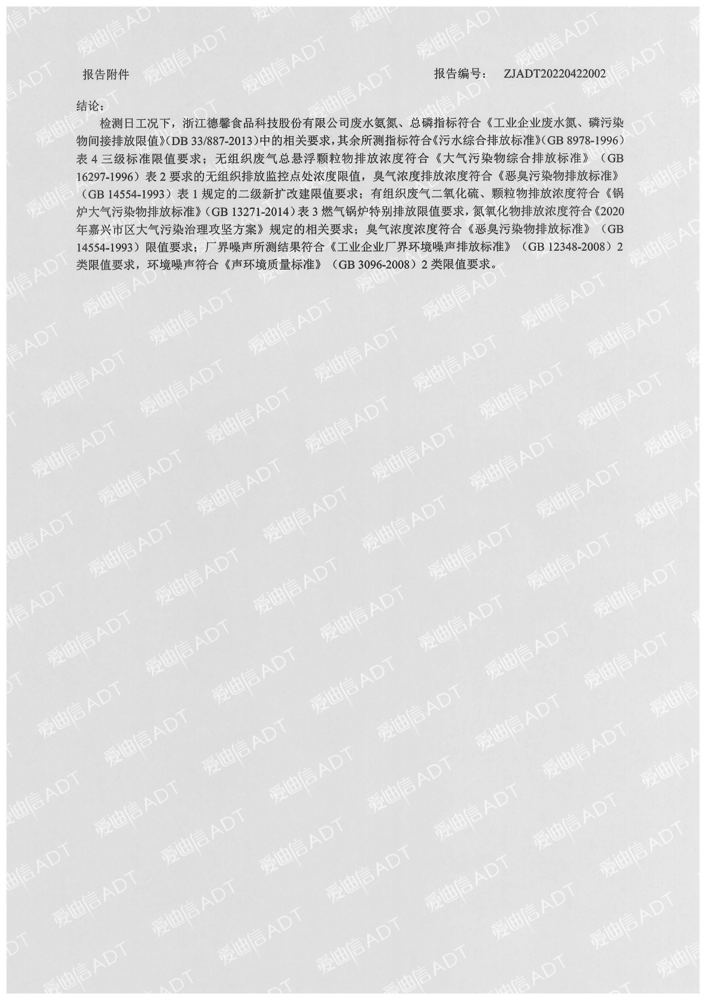 报告附件 报告编号： ZJADT20220422002
结论：
检测日工况下，浙江德馨食品科技股份有限公司废水氨氮、总磷指标符合《工业企业废水氮、磷污染
物间接排放限值》（DB 33/887-2013）中的相关要求，其余所测指标符合《污水综合排放标准》（GB 8978-1996）
表 4 三级标准限值要求；无组织废气总悬浮颗粒物排放浓度符合《大气污染物综合排放标准》（GB
16297-1996）表 2 要求的无组织排放监控点处浓度限值，臭气浓度排放浓度符合《恶臭污染物排放标准》
（GB 14554-1993）表 1 规定的二级新扩改建限值要求；有组织废气二氧化硫、颗粒物排放浓度符合《锅
炉大气污染物排放标准》（GB 13271-2014）表 3 燃气锅炉特别排放限值要求，氮氧化物排放浓度符合《2020
年嘉兴市区大气污染治理攻坚方案》规定的相关要求；臭气浓度浓度符合《恶臭污染物排放标准》（GB
14554-1993）限值要求；厂界噪声所测结果符合《工业企业厂界环境噪声排放标准》（GB 12348-2008）2
类限值要求，环境噪声符合《声环境质量标准》（GB 3096-2008）2 类限值要求。
爱迪信 ADT